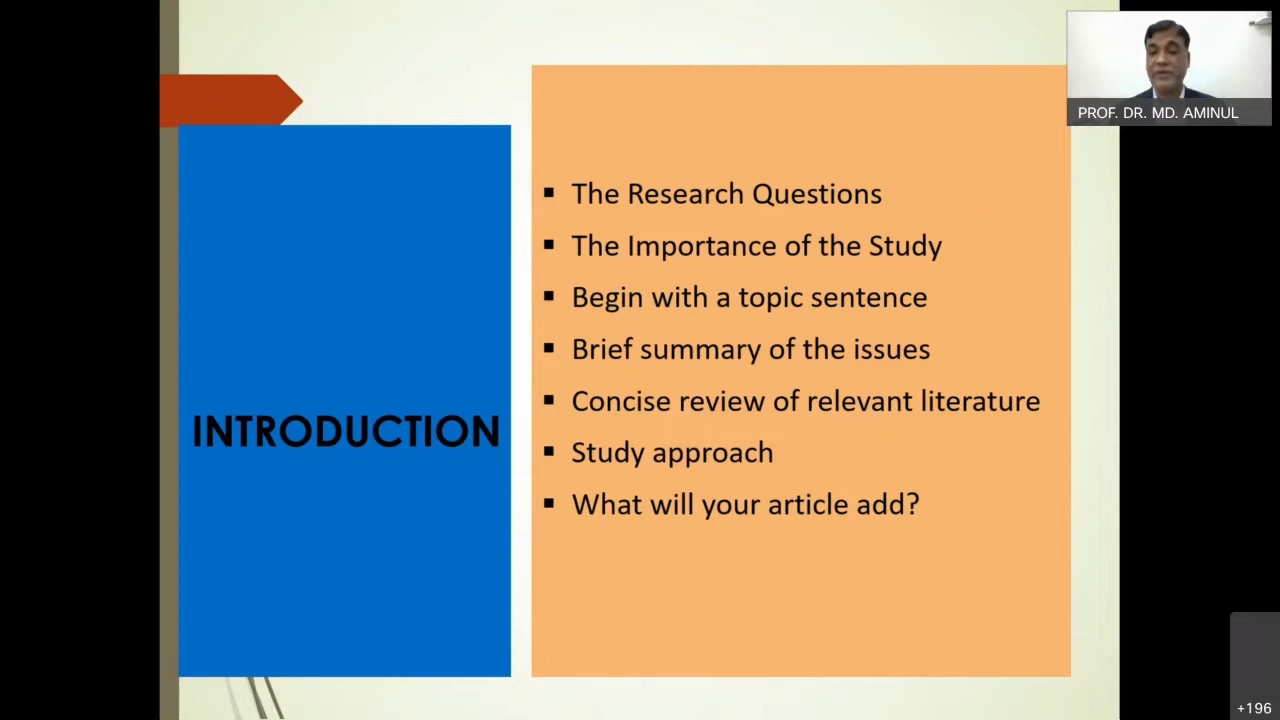 PROF. DR. MD. AMINUL
INTRODUCTION
The Research Questions
The Importance of the Study
Begin with a topic sentence
Brief summary of the issues
Concise review of relevant literature
Study approach
What will your article add?
+196